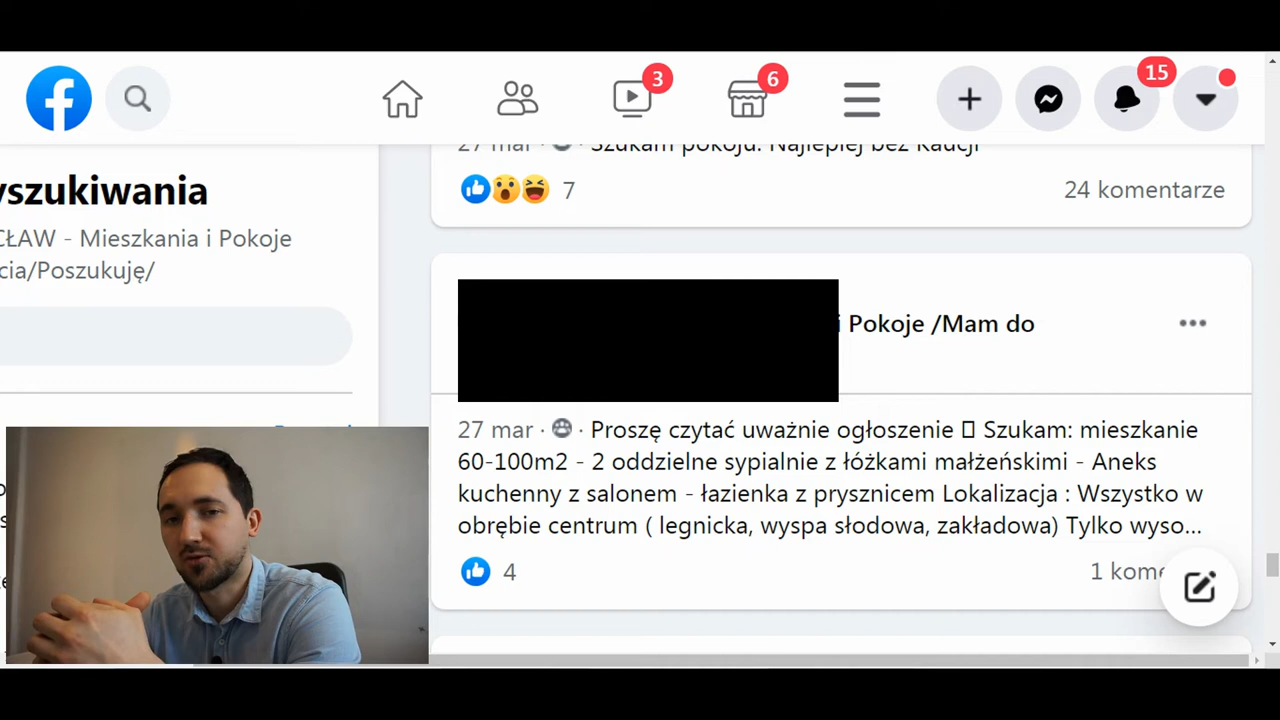 3
6
15
27 mar · Szukam pokoju. Najlepiej bez kaucji
yszukiwania
7
24 komentarze
CŁAW - Mieszkania i Pokoje
cia/Poszukuję/
i Pokoje /Mam do
27 mar · Proszę czytać uważnie ogłoszenie Szukam: mieszkanie
60-100m2 - 2 oddzielne sypialnie z łóżkami małżeńskimi - Aneks
kuchenny z salonem - łazienka z prysznicem Lokalizacja : Wszystko w
obrębie centrum ( legnicka, wyspa słodowa, zakładowa) Tylko wyso...
4
1 kome